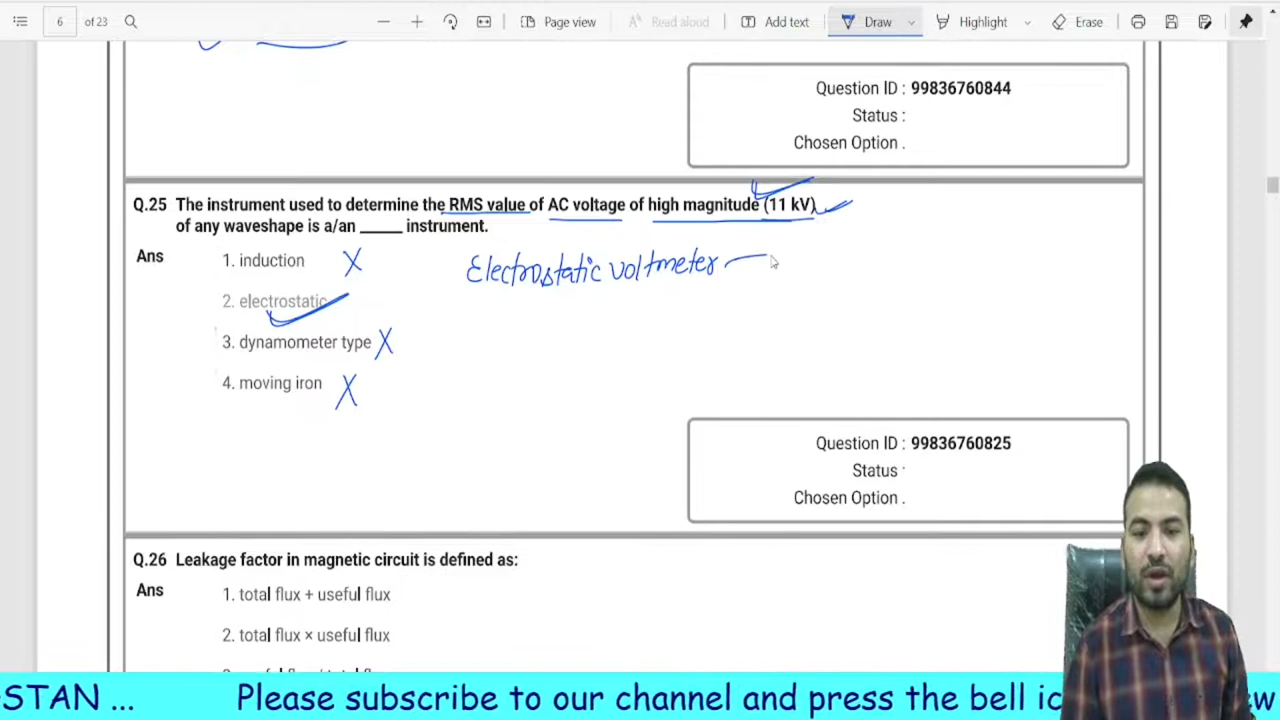 6 of 23 Page view Read aloud Add text Draw Highlight Erase
Question ID : 99836760844
Status :
Chosen Option .
Q.25 The instrument used to determine the RMS value of AC voltage of high magnitude (11 kV)
of any waveshape is a/an _____ instrument.
Ans
1. induction X
Electrostatic voltmeter
2. electrostatic
3. dynamometer type X
4. moving iron X
Question ID : 99836760825
Status
Chosen Option .
Q.26 Leakage factor in magnetic circuit is defined as:
Ans
1. total flux + useful flux
2. total flux × useful flux
-STAN ... Please subscribe to our channel and press the bell ic